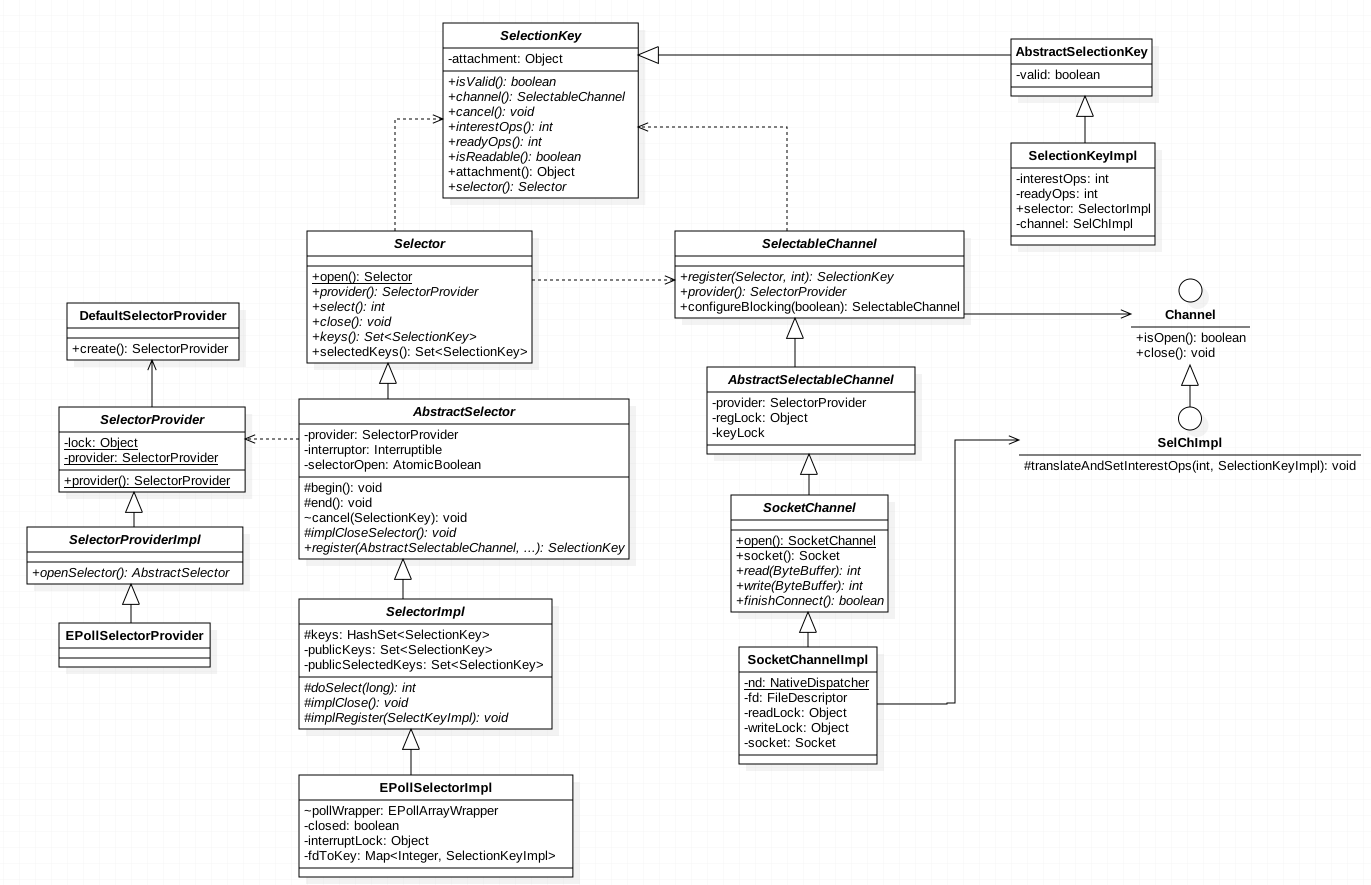 SelectionKey
-attachment: Object
+isValid(): boolean
+channel(): SelectableChannel
+cancel(): void
+interestOps(): int
+readyOps(): int
+isReadable(): boolean
+attachment(): Object
+selector(): Selector
AbstractSelectionKey
-valid: boolean
SelectionKeyImpl
-interestOps: int
-readyOps: int
+selector: SelectorImpl
-channel: SelChImpl
Selector
+open(): Selector
+provider(): SelectorProvider
+select(): int
+close(): void
+keys(): Set<SelectionKey>
+selectedKeys(): Set<SelectionKey>
SelectableChannel
+register(Selector, int): SelectionKey
+provider(): SelectorProvider
+configureBlocking(boolean): SelectableChannel
Channel
+isOpen(): boolean
+close(): void
DefaultSelectorProvider
+create(): SelectorProvider
SelectorProvider
-lock: Object
-provider: SelectorProvider
+provider(): SelectorProvider
AbstractSelector
-provider: SelectorProvider
-interruptor: Interruptible
-selectorOpen: AtomicBoolean
#begin(): void
#end(): void
~cancel(SelectionKey): void
#implCloseSelector(): void
+register(AbstractSelectableChannel, ...): SelectionKey
AbstractSelectableChannel
-provider: SelectorProvider
-regLock: Object
-keyLock
SelChImpl
#translateAndSetInterestOps(int, SelectionKeyImpl): void
SelectorProviderImpl
+openSelector(): AbstractSelector
EPollSelectorProvider
SocketChannel
+open(): SocketChannel
+socket(): Socket
+read(ByteBuffer): int
+write(ByteBuffer): int
+finishConnect(): boolean
SelectorImpl
#keys: HashSet<SelectionKey>
-publicKeys: Set<SelectionKey>
-publicSelectedKeys: Set<SelectionKey>
#doSelect(long): int
#implClose(): void
#implRegister(SelectKeyImpl): void
SocketChannelImpl
-nd: NativeDispatcher
-fd: FileDescriptor
-readLock: Object
-writeLock: Object
-socket: Socket
EPollSelectorImpl
~pollWrapper: EPollArrayWrapper
-closed: boolean
-interruptLock: Object
-fdToKey: Map<Integer, SelectionKeyImpl>